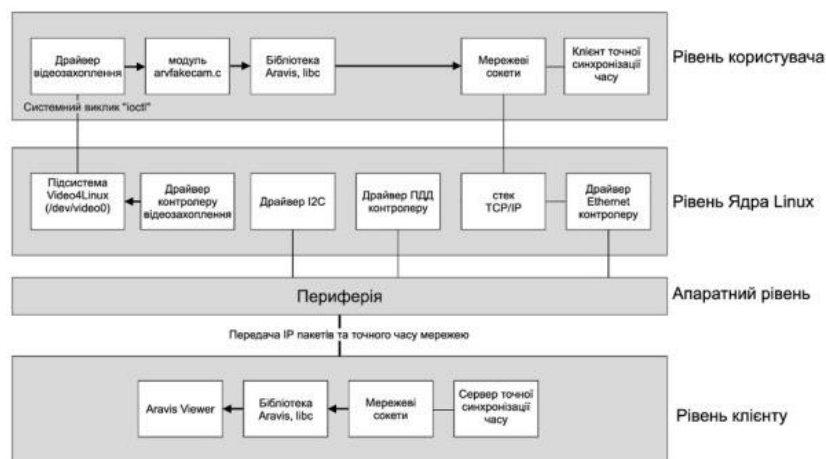 Драйвер
відеозахоплення
модуль
arvfakecam.c
Бібліотека
Aravis, libc
Мережеві
сокети
Клієнт точної
синхронізації
часу
Рівень користувача
Системний виклик "ioctl"
Підсистема
Video4Linux
(/dev/video0)
Драйвер
контролеру
відеозахоплення
Драйвер I2C
Драйвер ПДД
контролеру
стек
TCP/IP
Драйвер
Ethernet
контролеру
Рівень Ядра Linux
Периферія
Апаратний рівень
Передача IP пакетів та точного часу мережею
Aravis Viewer
Бібліотека
Aravis, libc
Мережеві
сокети
Сервер точної
синхронізації
часу
Рівень клієнту